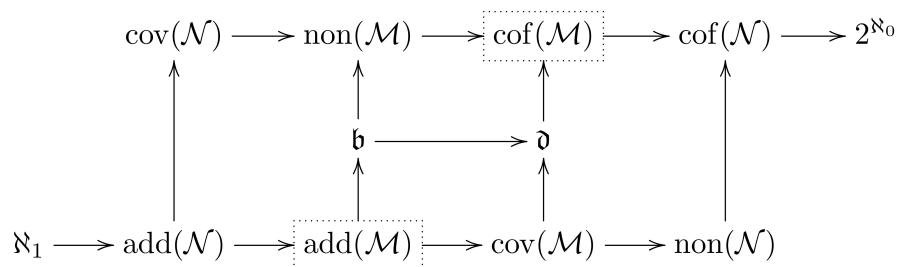 cov(𝒩) non(ℳ) cof(ℳ) cof(𝒩) 2^ℵ₀
𝔟 𝔡
ℵ₁ add(𝒩) add(ℳ) cov(ℳ) non(𝒩)